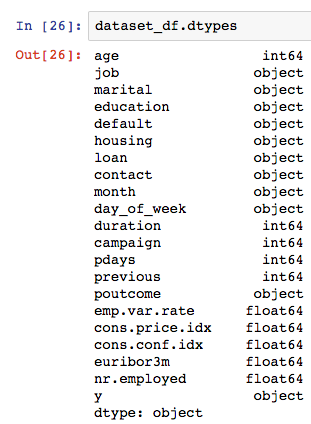 In [26]: dataset_df.dtypes
Out[26]: age int64
job object
marital object
education object
default object
housing object
loan object
contact object
month object
day_of_week object
duration int64
campaign int64
pdays int64
previous int64
poutcome object
emp.var.rate float64
cons.price.idx float64
cons.conf.idx float64
euribor3m float64
nr.employed float64
y object
dtype: object